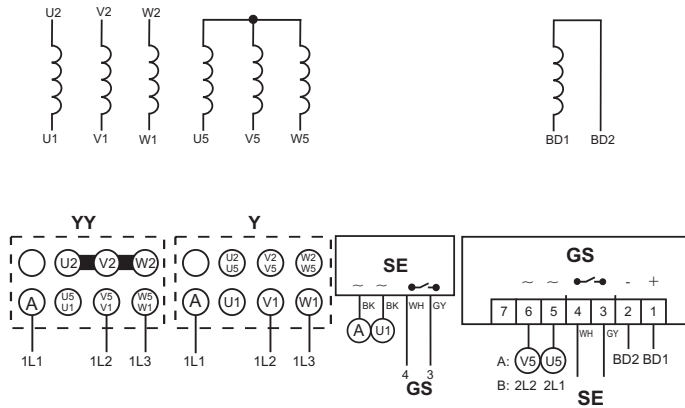 U2 V2 W2
U1 V1 W1 U5 V5 W5 BD1 BD2
YY Y
U2 V2 W2 U2 U5 V2 V5 W2 W5
A U5 U1 V5 V1 W5 W1 A U1 V1 W1
1L1 1L2 1L3 1L1 1L2 1L3
SE
~ ~
BK BK WH GY
A U1
4 3
GS
GS
~ ~ - +
7 6 5 4 3 2 1
WH GY
A: V5 U5 BD2 BD1
B: 2L2 2L1
SE